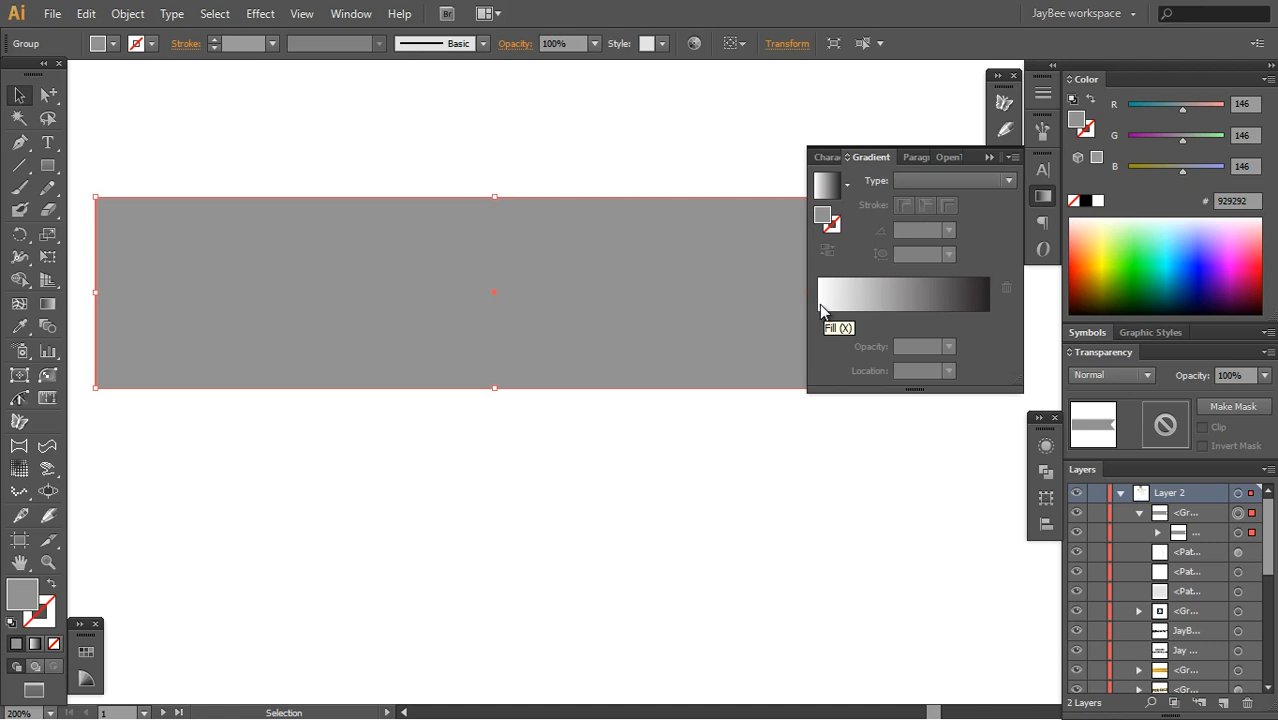 Ai File Edit Object Type Select Effect View Window Help Br JayBee workspace
Group Stroke: Basic Opacity: 100% Style: Transform
Color
R 146
G 146
B 146
# 929292
Chara Gradient Paragr OpenT
Type:
Stroke:
Fill (X)
Opacity:
Location:
Symbols Graphic Styles
Transparency
Normal Opacity: 100%
Make Mask
Clip
Invert Mask
Layers
Layer 2
<Gr...
...
<Pat...
<Pat...
<Pat...
<Gr...
JayB...
Jay ...
<Gr...
<Gr...
2 Layers
200% 1 Selection